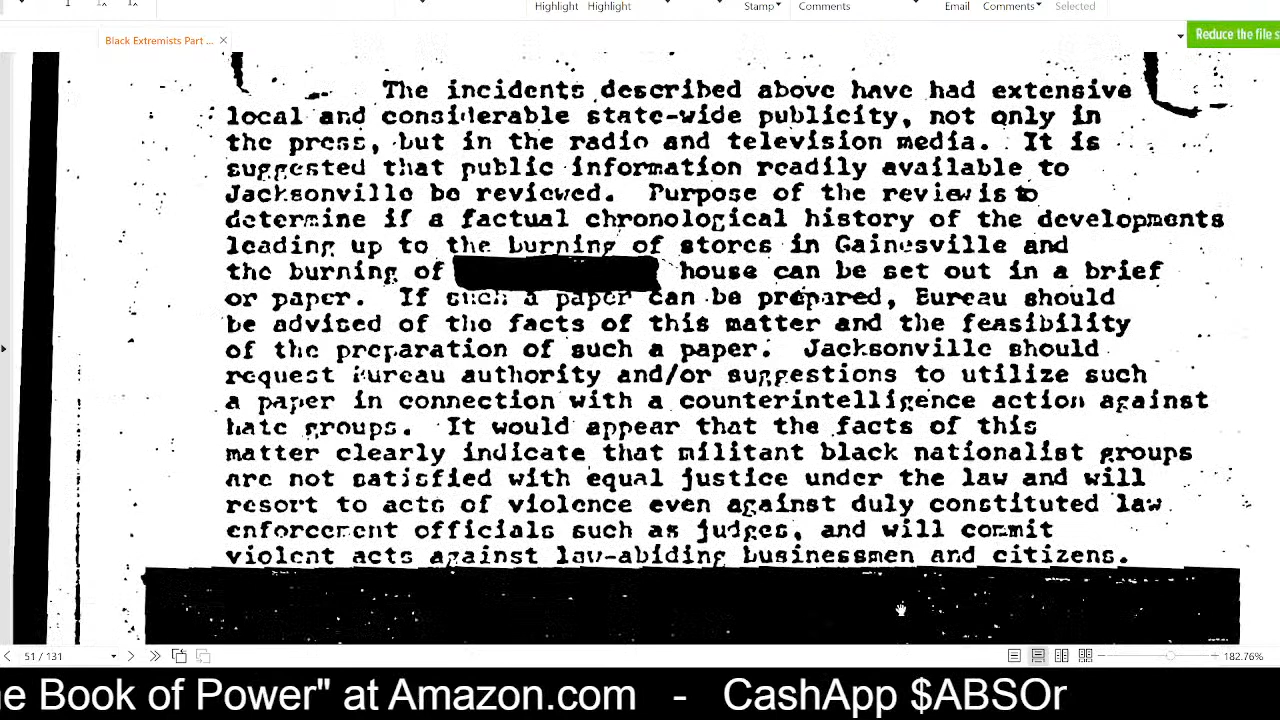 Highlight Highlight Stamp Comments Email Comments Selected
Black Extremists Part ...
Reduce the file s
The incidents described above have had extensive
local and considerable state-wide publicity, not only in
the press, but in the radio and television media. It is
suggested that public information readily available to
Jacksonville be reviewed. Purpose of the review is to
determine if a factual chronological history of the developments
leading up to the burning of stores in Gainesville and
the burning of house can be set out in a brief
or paper. If such a paper can be prepared, Bureau should
be advised of the facts of this matter and the feasibility
of the preparation of such a paper. Jacksonville should
request Bureau authority and/or suggestions to utilize such
a paper in connection with a counterintelligence action against
hate groups. It would appear that the facts of this
matter clearly indicate that militant black nationalist groups
are not satisfied with equal justice under the law and will
resort to acts of violence even against duly constituted law
enforcement officials such as judges, and will commit
violent acts against law-abiding businessmen and citizens.
51 / 131
182.76%
e Book of Power" at Amazon.com - CashApp $ABSOr